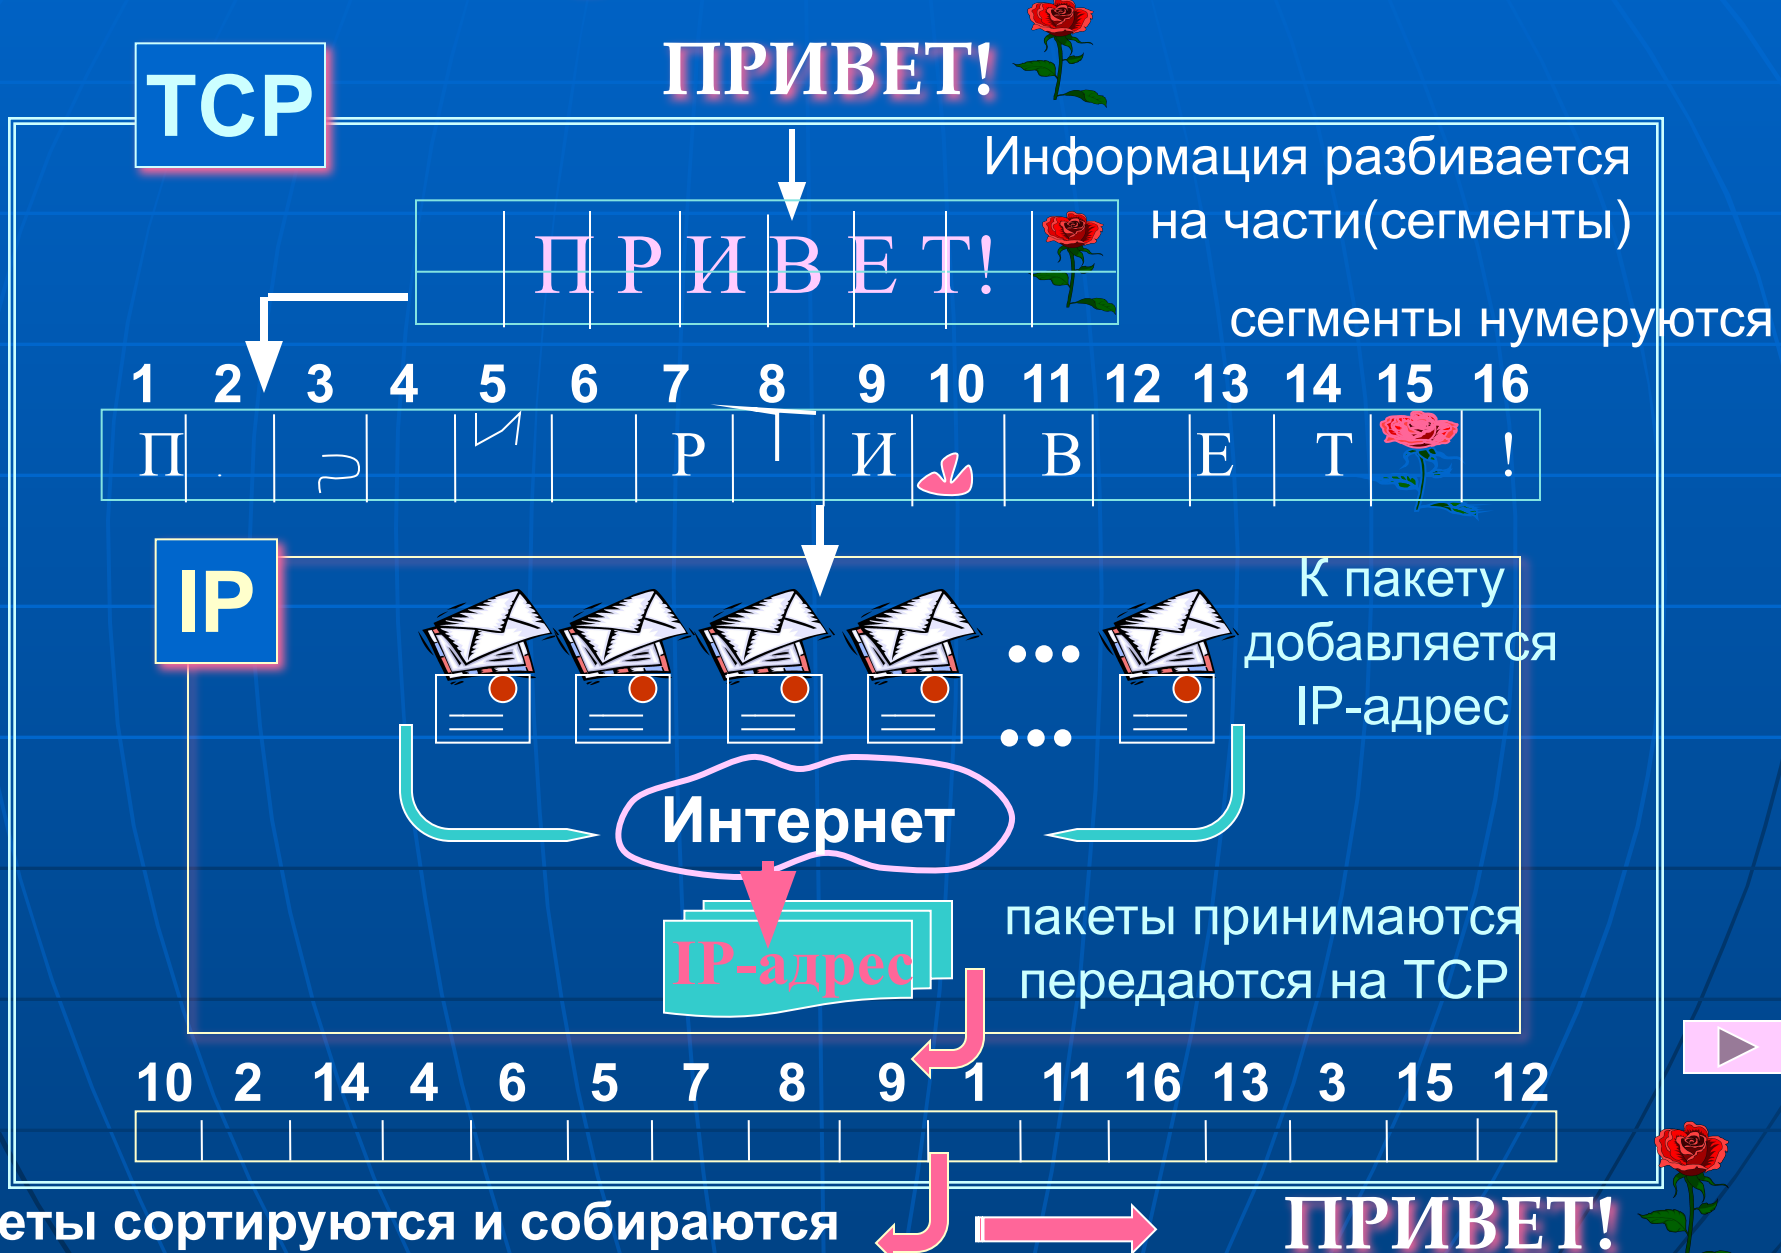 TCP
ПРИВЕТ!
Информация разбивается
на части(сегменты)
ПРИВЕТ!
сегменты нумеруются
1 2 3 4 5 6 7 8 9 10 11 12 13 14 15 16
П . Р И В Е Т !
IP
К пакету
добавляется
IP-адрес
...
...
Интернет
пакеты принимаются
передаются на TCP
IP-адрес
10 2 14 4 6 5 7 8 9 1 11 16 13 3 15 12
еты сортируются и собираются
ПРИВЕТ!